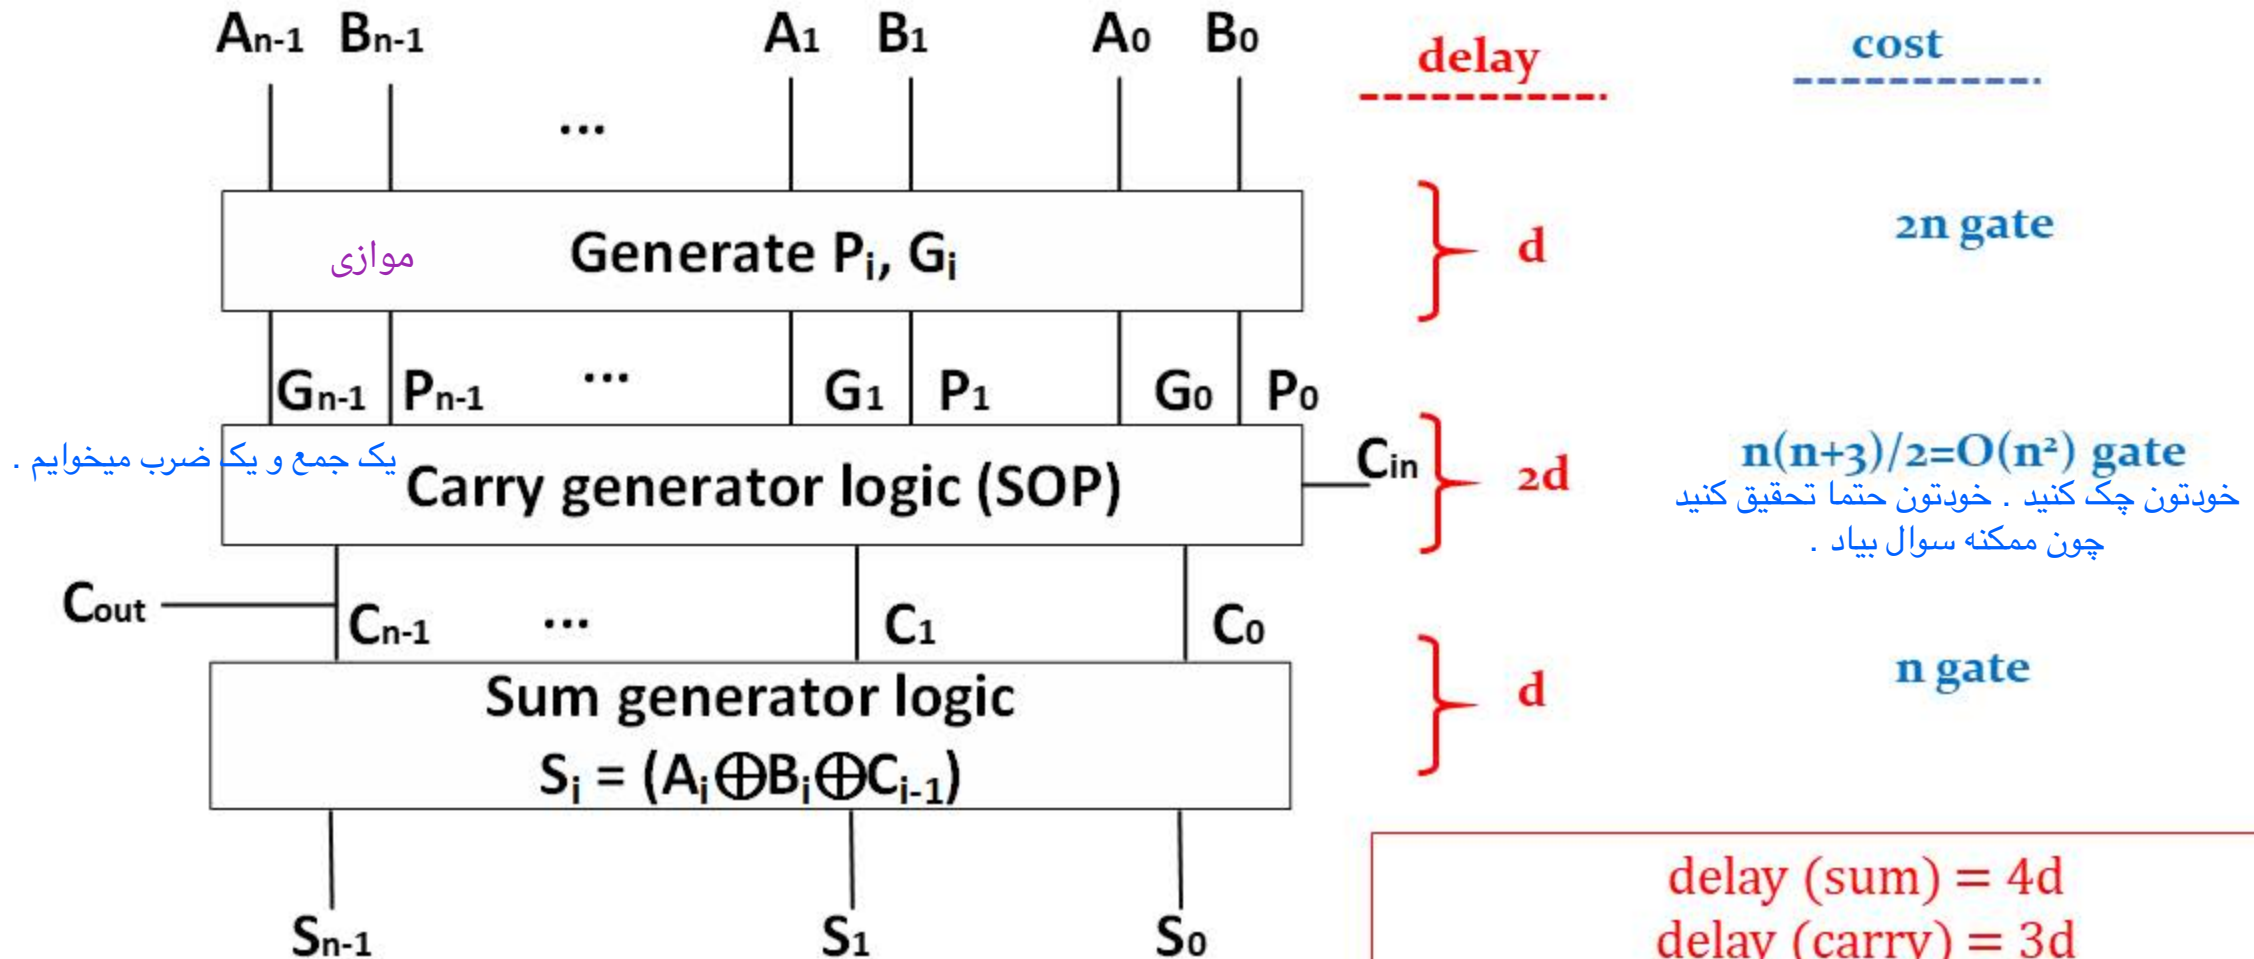 An-1 Bn-1 A1 B1 A0 B0 delay cost
...
موازی Generate Pi, Gi d 2n gate
Gn-1 Pn-1 ... G1 P1 G0 P0
یک جمع و یک ضرب میخوایم . Carry generator logic (SOP) Cin 2d n(n+3)/2=O(n²) gate
خودتون چک کنید . خودتون حتما تحقیق کنید
چون ممکنه سوال بیاد .
Cout Cn-1 ... C1 C0
Sum generator logic d n gate
Si = (Ai⊕Bi⊕Ci-1)
Sn-1 S1 S0
delay (sum) = 4d
delay (carry) = 3d